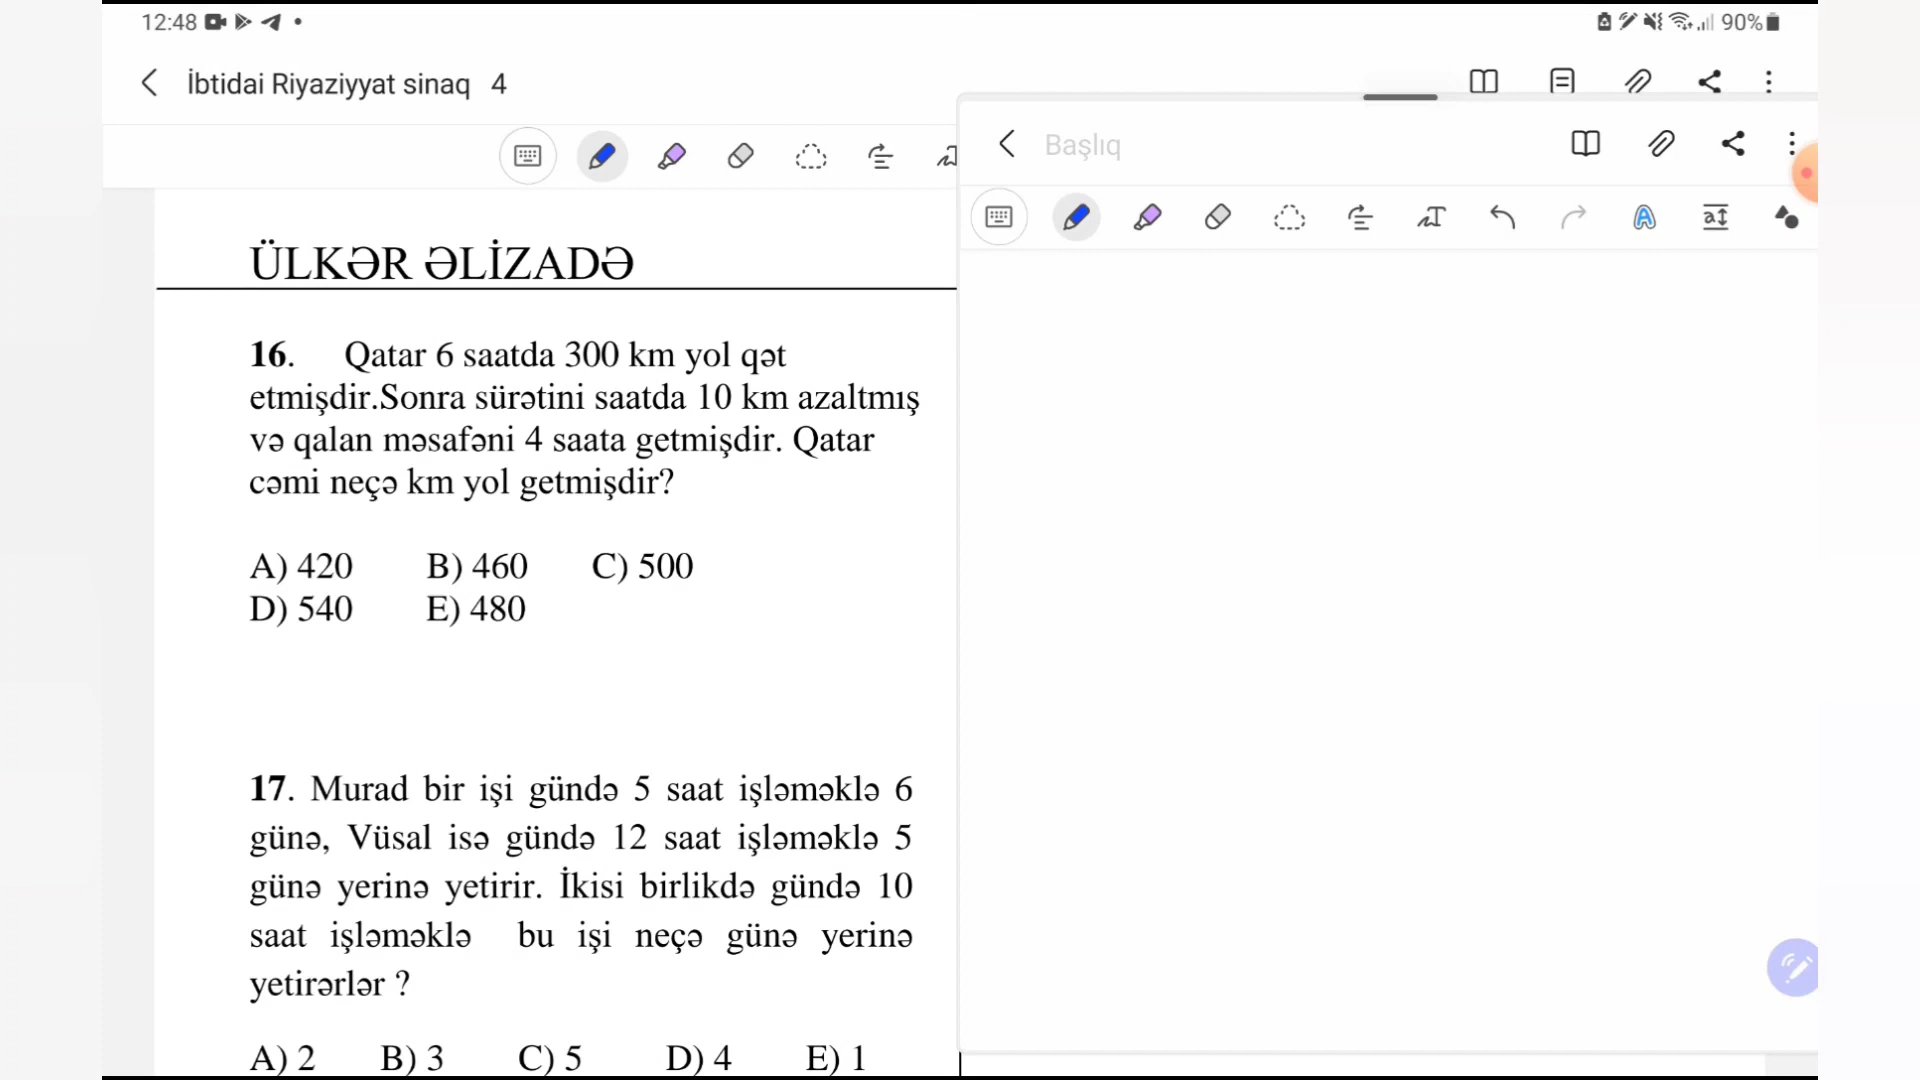 12:48 90%
İbtidai Riyaziyyat sinaq 4
Başlıq
ÜLKƏR ƏLİZADƏ
16. Qatar 6 saatda 300 km yol qət
etmişdir.Sonra sürətini saatda 10 km azaltmış
və qalan məsafəni 4 saata getmişdir. Qatar
cəmi neçə km yol getmişdir?
A) 420 B) 460 C) 500
D) 540 E) 480
17. Murad bir işi gündə 5 saat işləməklə 6
günə, Vüsal isə gündə 12 saat işləməklə 5
günə yerinə yetirir. İkisi birlikdə gündə 10
saat işləməklə bu işi neçə günə yerinə
yetirərlər ?
A) 2 B) 3 C) 5 D) 4 E) 1